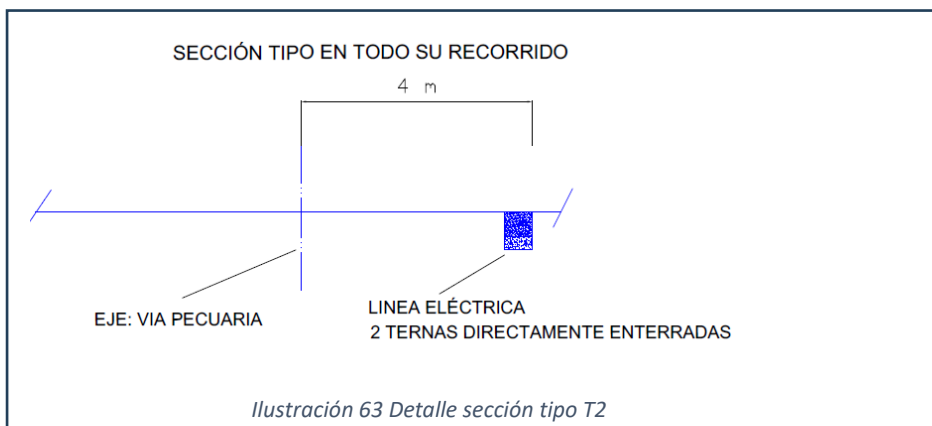 SECCIÓN TIPO EN TODO SU RECORRIDO
4 m
EJE: VIA PECUARIA
LINEA ELÉCTRICA
2 TERNAS DIRECTAMENTE ENTERRADAS
Ilustración 63 Detalle sección tipo T2